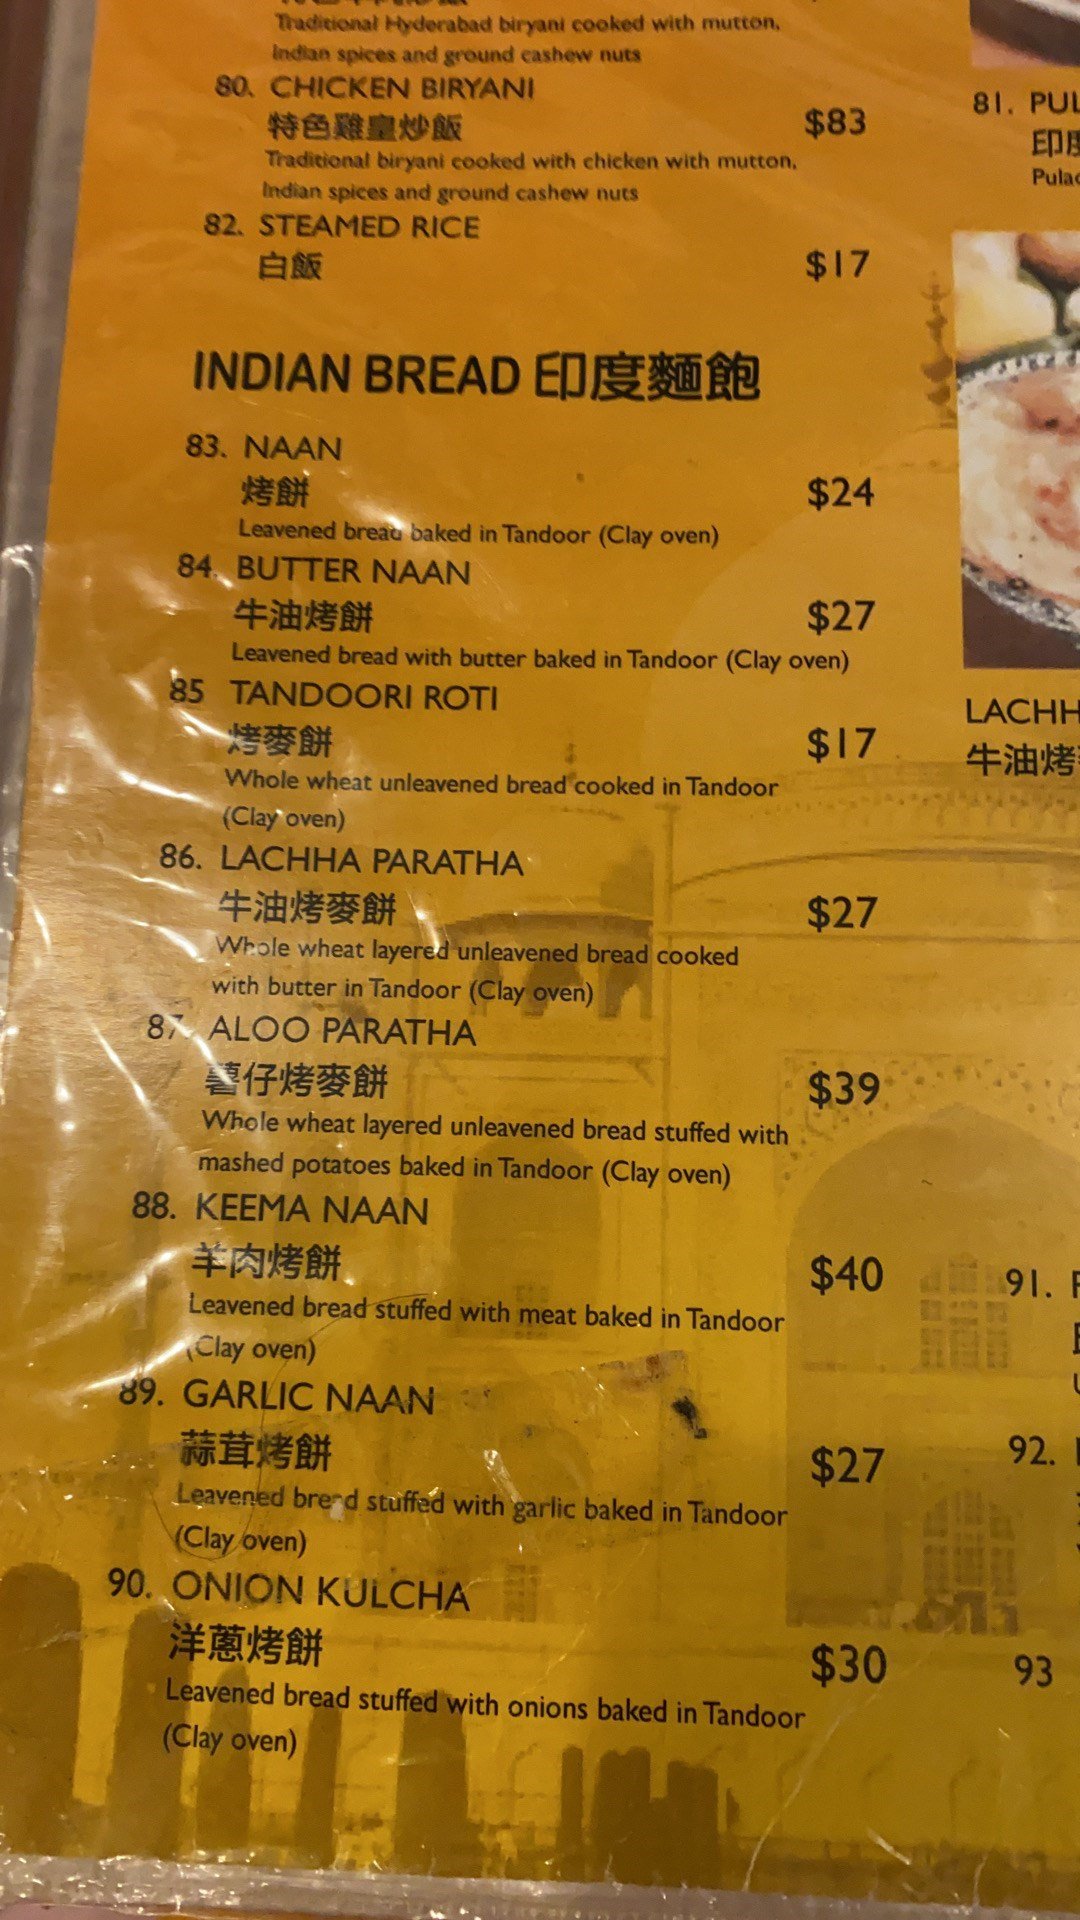 Traditional Hyderabad biryani cooked with mutton,
Indian spices and ground cashew nuts
80. CHICKEN BIRYANI
特色雞皇炒飯
$83
Traditional biryani cooked with chicken with mutton,
Indian spices and ground cashew nuts
82. STEAMED RICE
白飯
$17
INDIAN BREAD 印度麵飽
83. NAAN
烤餅
$24
Leavened bread baked in Tandoor (Clay oven)
84. BUTTER NAAN
牛油烤餅
$27
Leavened bread with butter baked in Tandoor (Clay oven)
85 TANDOORI ROTI
烤麥餅
$17
Whole wheat unleavened bread cooked in Tandoor
(Clay oven)
86. LACHHA PARATHA
牛油烤麥餅
$27
Whole wheat layered unleavened bread cooked
with butter in Tandoor (Clay oven)
87. ALOO PARATHA
薯仔烤麥餅
$39
Whole wheat layered unleavened bread stuffed with
mashed potatoes baked in Tandoor (Clay oven)
88. KEEMA NAAN
羊肉烤餅
$40
Leavened bread stuffed with meat baked in Tandoor
(Clay oven)
89. GARLIC NAAN
蒜茸烤餅
$27
Leavened bread stuffed with garlic baked in Tandoor
(Clay oven)
90. ONION KULCHA
洋蔥烤餅
$30
Leavened bread stuffed with onions baked in Tandoor
(Clay oven)
81. PUL
印度
Pulao
LACHH
牛油烤
91.
92.
93